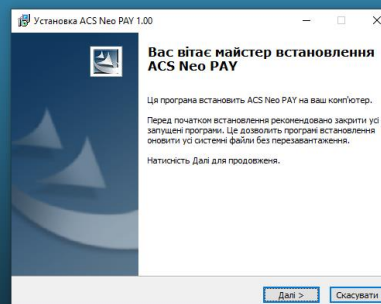 Установка ACS Neo PAY 1.00
Вас вітає майстер встановлення
ACS Neo PAY
Ця програма встановить ACS Neo PAY на ваш комп'ютер.
Перед початком встановлення рекомендовано закрити усі
запущені програми. Це дозволить програмі встановлення
оновити усі системні файли без перезавантаження.
Натисність Далі для продовженя.
Далі >
Скасувати